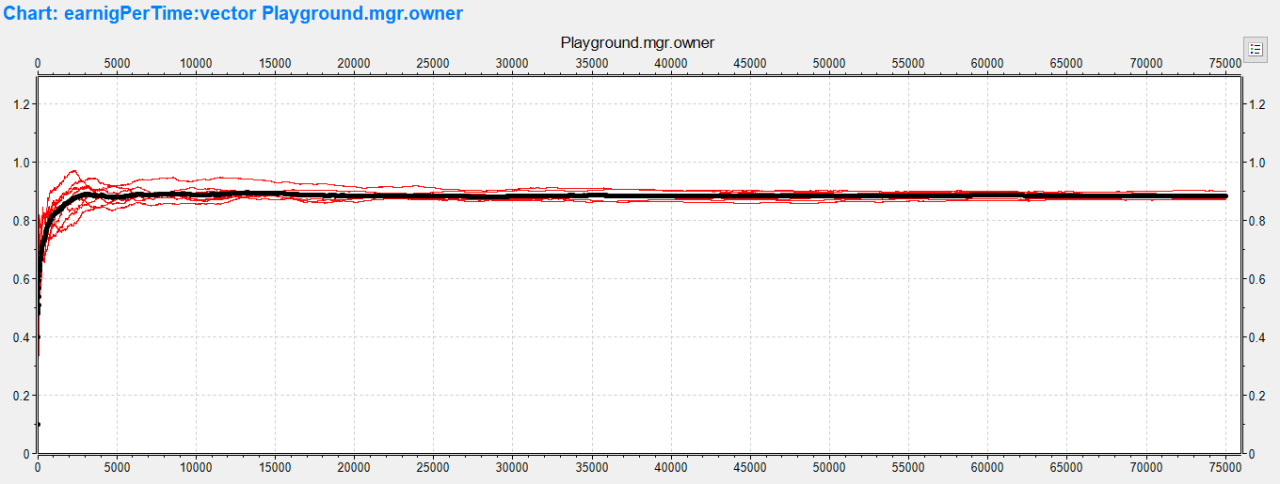 Chart: earnigPerTime:vector Playground.mgr.owner
Playground.mgr.owner
0 5000 10000 15000 20000 25000 30000 35000 40000 45000 50000 55000 60000 65000 70000 75000
1.2 1.2
1.0 1.0
0.8 0.8
0.6 0.6
0.4 0.4
0.2 0.2
0 0
0 5000 10000 15000 20000 25000 30000 35000 40000 45000 50000 55000 60000 65000 70000 75000